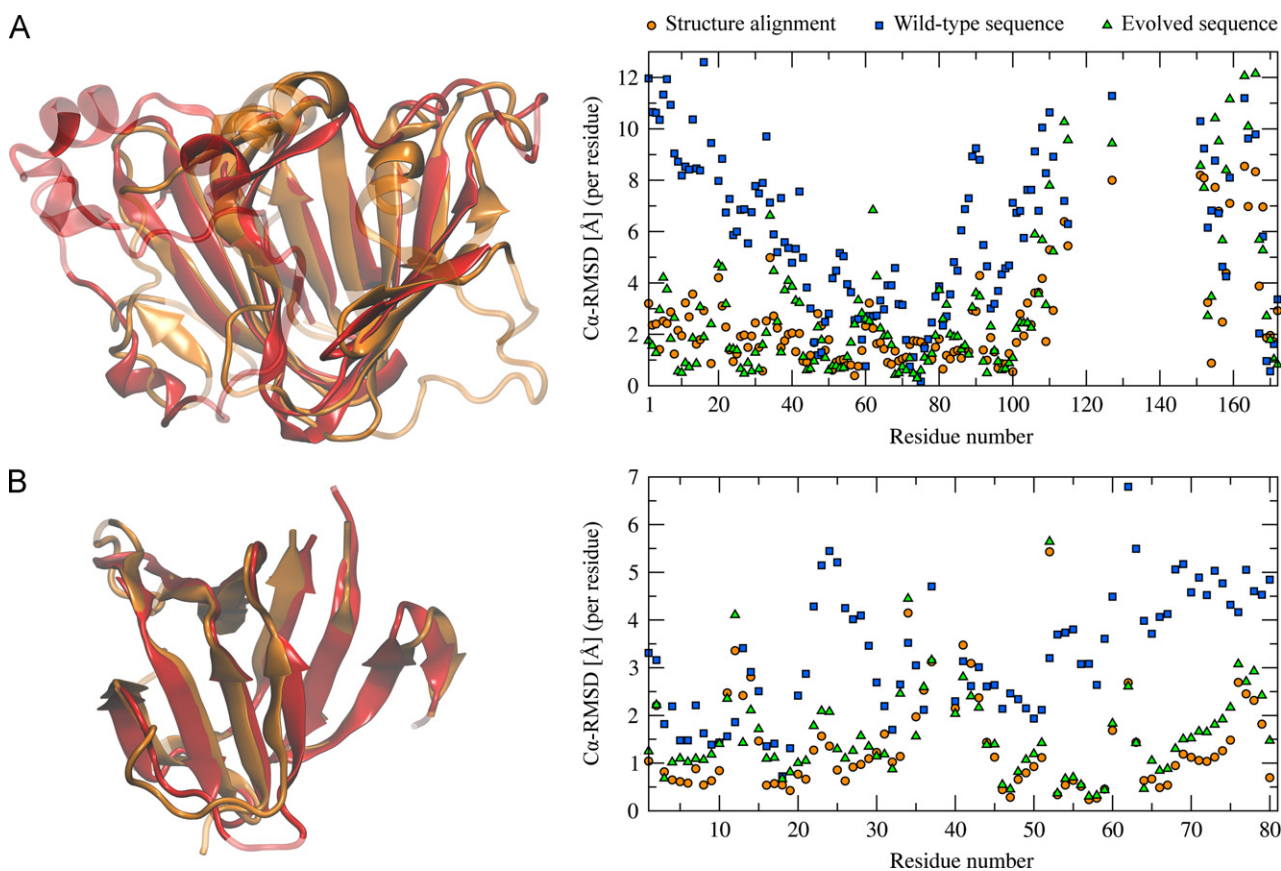 A
Structure alignment Wild-type sequence Evolved sequence
Cα-RMSD [Å] (per residue)
12
10
8
6
4
2
0
1 20 40 60 80 100 120 140 160
Residue number
B
Cα-RMSD [Å] (per residue)
7
6
5
4
3
2
1
0
10 20 30 40 50 60 70 80
Residue number